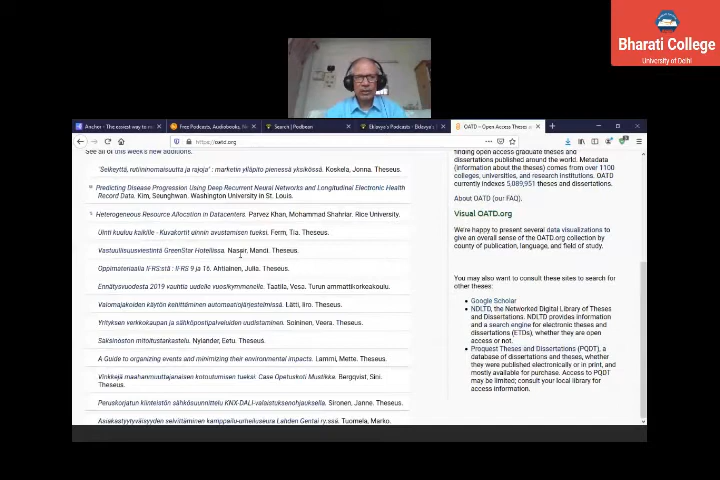 Bharati College
University of Delhi
Anchor - The easiest way to m
Free Podcasts, Audiobooks, N
Search | Podbean
Eklavya's Podcasts - Eklavya's
OATD – Open Access Theses a
https://oatd.org
See all of this week's new additions.
"Selkeyttä, rutiininomaisuutta ja rajoja" : marketin ylläpito pienessä yksikössä. Koskela, Jonna. Theseus.
Predicting Disease Progression Using Deep Recurrent Neural Networks and Longitudinal Electronic Health
Record Data. Kim, Seunghwan. Washington University in St. Louis.
Heterogeneous Resource Allocation in Datacenters. Parvez Khan, Mohammad Shahriar. Rice University.
Uinti kuuluu kaikille - Kuvakortit uinnin avustamisen tueksi. Ferm, Tia. Theseus.
Vastuullisuusviestintä GreenStar Hotellissa. Nassir, Mandi. Theseus.
Oppimateriaalia IFRS:stä : IFRS 9 ja 16. Ahtiainen, Julia. Theseus.
Ennätysvuodesta 2019 vauhtia uudelle vuosikymmenelle. Taatila, Vesa. Turun ammattikorkeakoulu.
Valomajakoiden käytön kehittäminen automaatiojärjestelmissä. Lätti, Iiro. Theseus.
Yrityksen verkkokaupan ja sähköpostipalveluiden uudistaminen. Soininen, Veera. Theseus.
Saksinoston mitoitustarkastelu. Nylander, Eetu. Theseus.
A Guide to organizing events and minimizing their environmental impacts. Lammi, Mette. Theseus.
Vinkkejä maahanmuuttajanaisen kotoutumisen tueksi. Case Opetuskoti Mustikka. Bergqvist, Sini.
Theseus.
Peruskorjatun kiinteistön sähkösuunnittelu KNX-DALI-valaistuksenohjauksella. Sironen, Janne. Theseus.
Asiakastyytyväisyyden selvittäminen kamppailu-urheiluseura Lahden Gentai ry:ssä. Tuomela, Marko.
finding open access graduate theses and
dissertations published around the world. Metadata
(information about the theses) comes from over 1100
colleges, universities, and research institutions. OATD
currently indexes 5,089,951 theses and dissertations.
About OATD (our FAQ).
Visual OATD.org
We're happy to present several data visualizations to
give an overall sense of the OATD.org collection by
county of publication, language, and field of study.
You may also want to consult these sites to search for
other theses:
Google Scholar
NDLTD, the Networked Digital Library of Theses
and Dissertations. NDLTD provides information
and a search engine for electronic theses and
dissertations (ETDs), whether they are open
access or not.
Proquest Theses and Dissertations (PQDT), a
database of dissertations and theses, whether
they were published electronically or in print, and
mostly available for purchase. Access to PQDT
may be limited; consult your local library for
access information.